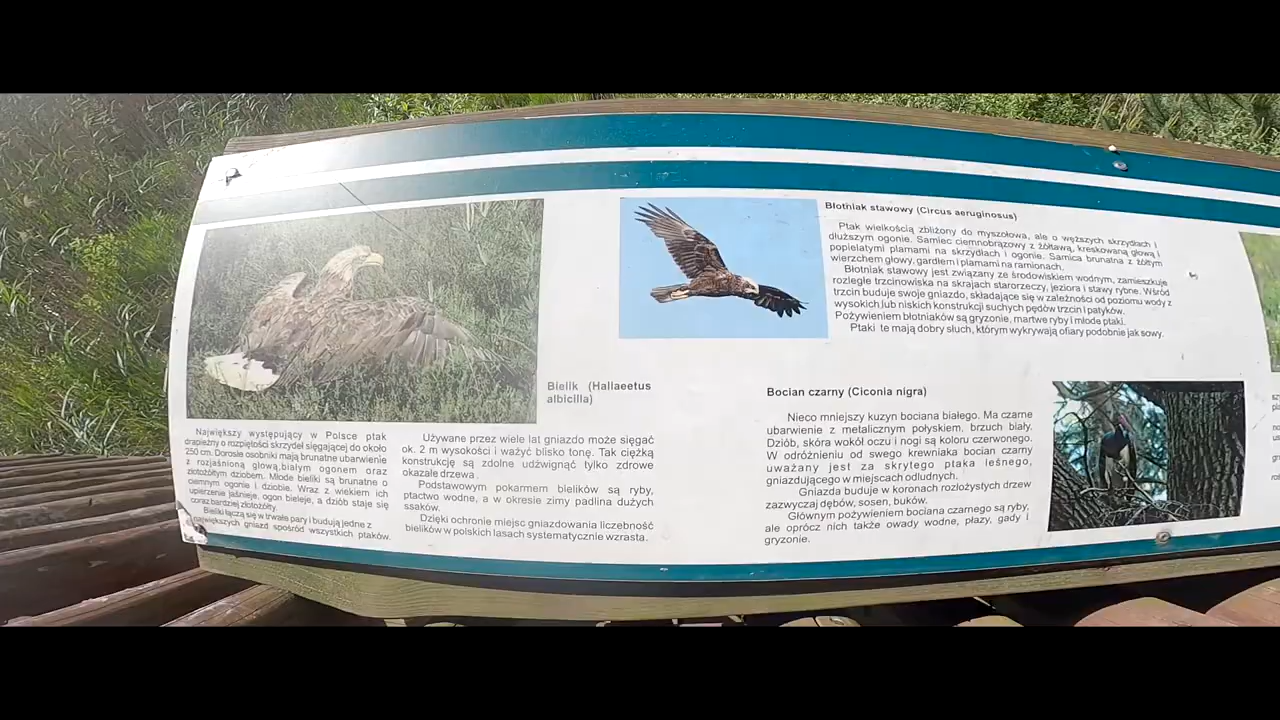 Błotniak stawowy (Circus aeruginosus)
Ptak wielkością zbliżony do myszołowa, ale o węższych skrzydłach i
dłuższym ogonie. Samiec ciemnobrązowy z żółtawą, kreskowaną głową i
popielatymi plamami na skrzydłach i ogonie. Samica brunatna z żółtym
wierzchem głowy, gardłem i plamami na ramionach.
Błotniak stawowy jest związany ze środowiskiem wodnym, zamieszkuje
rozległe trzcinowiska na skrajach starorzeczy, jeziora i stawy rybne. Wśród
trzcin buduje swoje gniazdo, składające się w zależności od poziomu wody z
wysokich lub niskich konstrukcji suchych pędów trzcin i patyków.
Pożywieniem błotniaków są gryzonie, martwe ryby i młode ptaki.
Ptaki te mają dobry słuch, którym wykrywają ofiary podobnie jak sowy.
Bielik (Hallaeetus
albicilla)
Największy występujący w Polsce ptak
drapieżny o rozpiętości skrzydeł sięgającej do około
250 cm. Dorosłe osobniki mają brunatne ubarwienie
z rozjaśnioną głową,białym ogonem oraz
złotożółtym dziobem. Młode bieliki są brunatne o
ciemnym ogonie i dziobie. Wraz z wiekiem ich
upierzenie jaśnieje, ogon bieleje, a dziób staje się
coraz bardziej złotożółty.
Bieliki łączą się w trwałe pary i budują jedne z
największych gniazd spośród wszystkich ptaków.
Używane przez wiele lat gniazdo może sięgać
ok. 2 m wysokości i ważyć blisko tonę. Tak ciężką
konstrukcję są zdolne udźwignąć tylko zdrowe
okazałe drzewa.
Podstawowym pokarmem bielików są ryby,
ptactwo wodne, a w okresie zimy padlina dużych
ssaków.
Dzięki ochronie miejsc gniazdowania liczebność
bielików w polskich lasach systematycznie wzrasta.
Bocian czarny (Ciconia nigra)
Nieco mniejszy kuzyn bociana białego. Ma czarne
ubarwienie z metalicznym połyskiem, brzuch biały.
Dziób, skóra wokół oczu i nogi są koloru czerwonego.
W odróżnieniu od swego krewniaka bocian czarny
uważany jest za skrytego ptaka leśnego,
gniazdującego w miejscach odludnych.
Gniazda buduje w koronach rozłożystych drzew
zazwyczaj dębów, sosen, buków.
Głównym pożywieniem bociana czarnego są ryby,
ale oprócz nich także owady wodne, płazy, gady i
gryzonie.